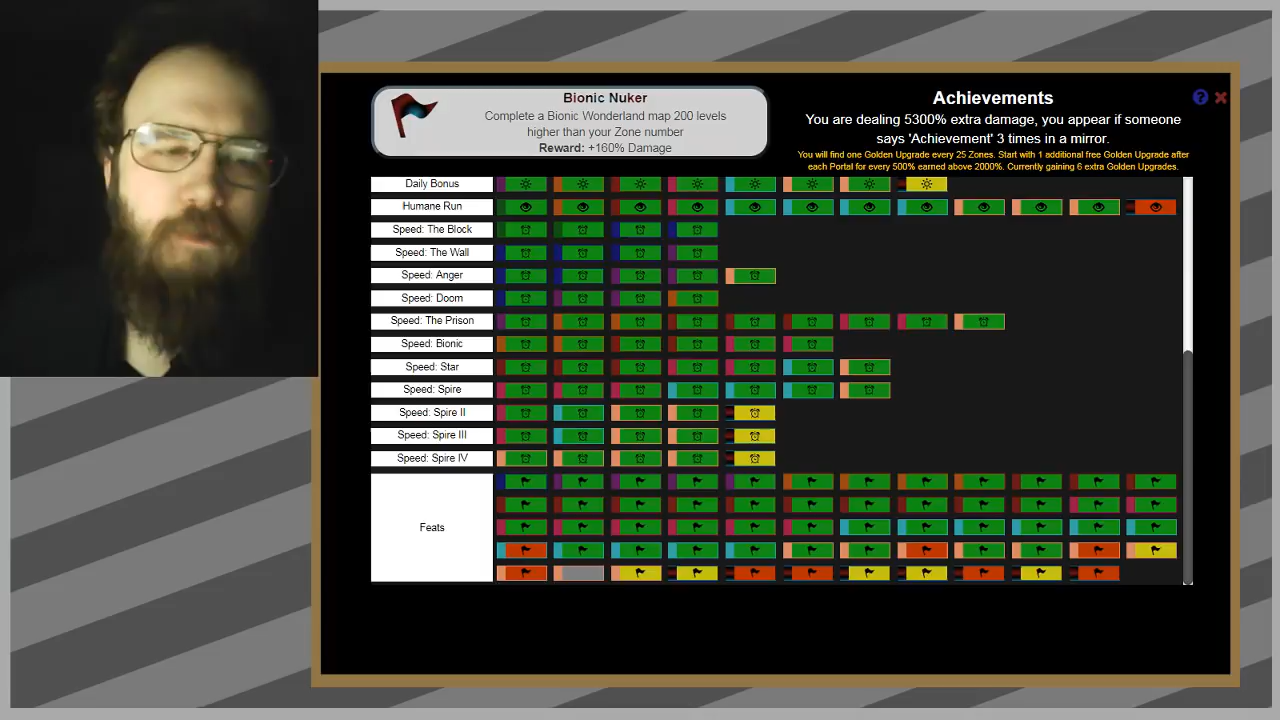 Bionic Nuker
Complete a Bionic Wonderland map 200 levels
higher than your Zone number
Reward: +160% Damage
Achievements
You are dealing 5300% extra damage, you appear if someone
says 'Achievement' 3 times in a mirror.
You will find one Golden Upgrade every 25 Zones. Start with 1 additional free Golden Upgrade after
each Portal for every 500% earned above 2000%. Currently gaining 6 extra Golden Upgrades.
Daily Bonus
Humane Run
Speed: The Block
Speed: The Wall
Speed: Anger
Speed: Doom
Speed: The Prison
Speed: Bionic
Speed: Star
Speed: Spire
Speed: Spire II
Speed: Spire III
Speed: Spire IV
Feats